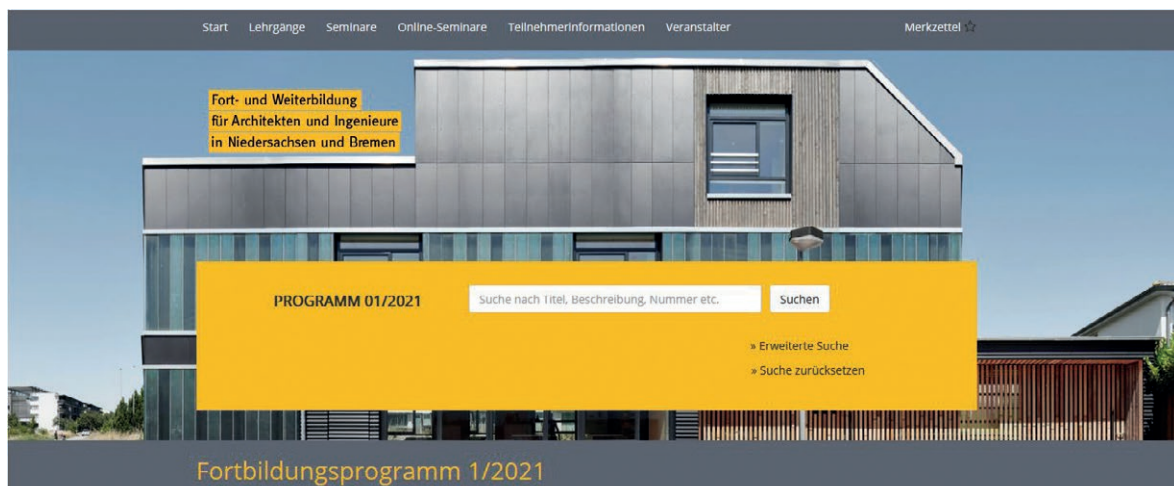 Start Lehrgänge Seminare Online-Seminare Teilnehmerinformationen Veranstalter Merkzettel
Fort- und Weiterbildung
für Architekten und Ingenieure
in Niedersachsen und Bremen
PROGRAMM 01/2021 Suche nach Titel, Beschreibung, Nummer etc. Suchen
» Erweiterte Suche
» Suche zurücksetzen
Fortbildungsprogramm 1/2021